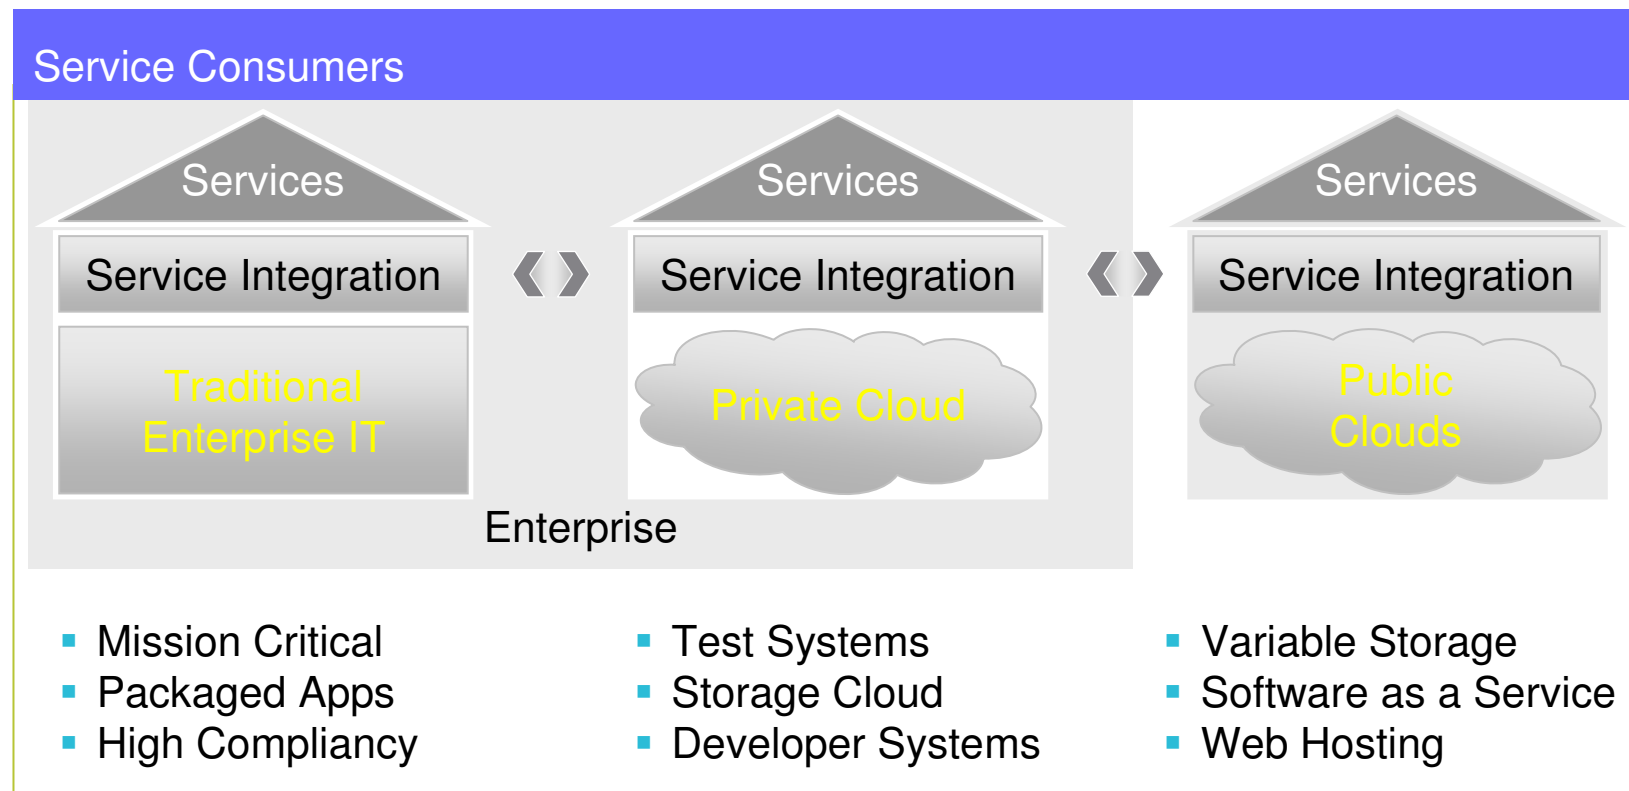 Service Consumers
Services
Service Integration
Traditional
Enterprise IT
Services
Service Integration
Private Cloud
Services
Service Integration
Public
Clouds
Enterprise
Mission Critical
Packaged Apps
High Compliancy
Test Systems
Storage Cloud
Developer Systems
Variable Storage
Software as a Service
Web Hosting